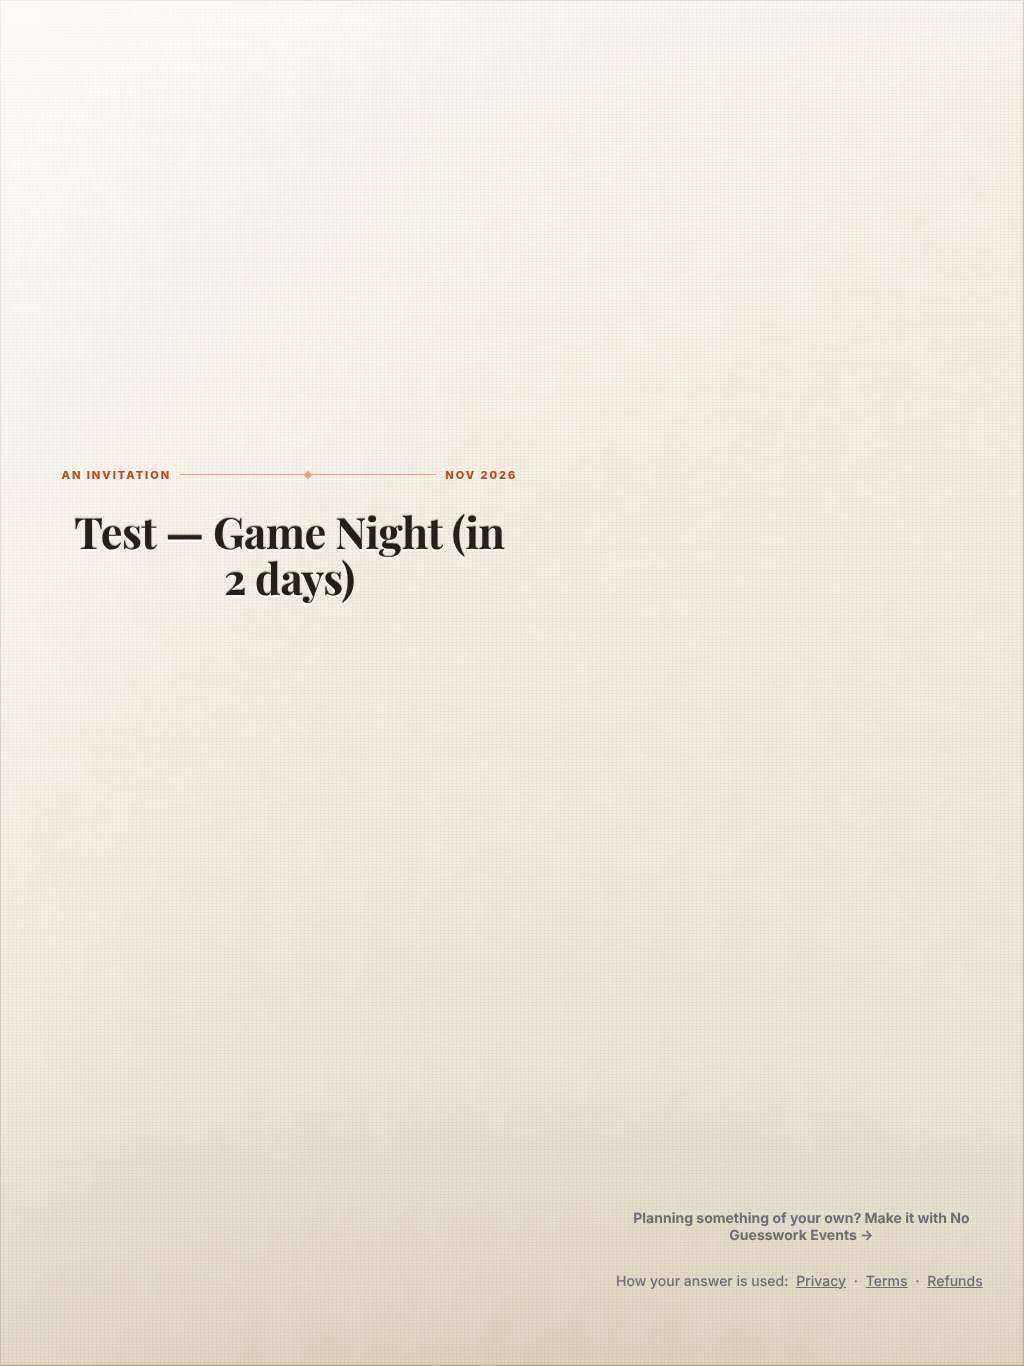 AN INVITATION NOV 2026
Test — Game Night (in
2 days)
Planning something of your own? Make it with No
Guesswork Events →
How your answer is used: Privacy · Terms · Refunds